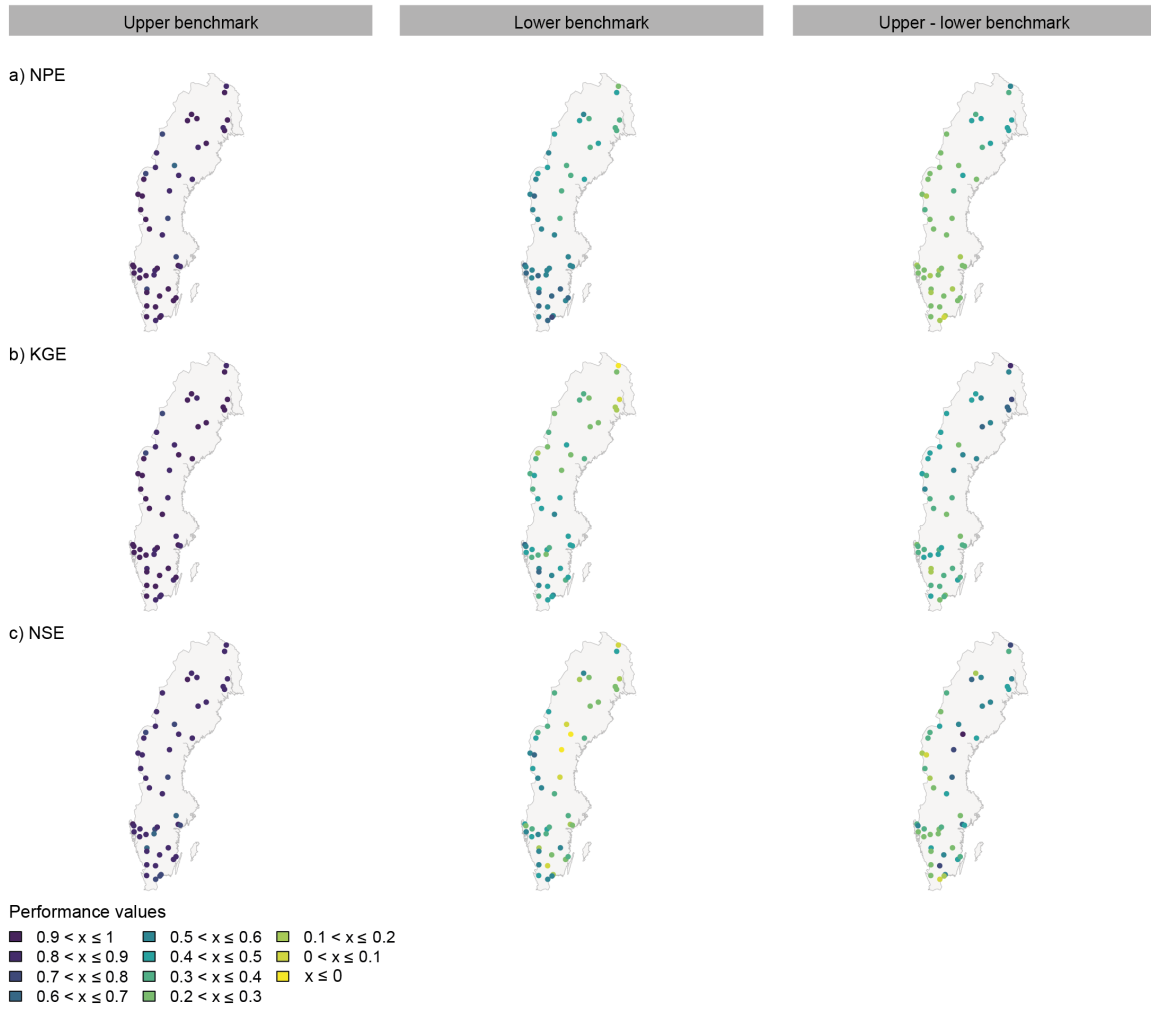 Upper benchmark
Lower benchmark
Upper - lower benchmark
a) NPE
b) KGE
c) NSE
Performance values
0.9 < x ≤ 1
0.8 < x ≤ 0.9
0.7 < x ≤ 0.8
0.6 < x ≤ 0.7
0.5 < x ≤ 0.6
0.4 < x ≤ 0.5
0.3 < x ≤ 0.4
0.2 < x ≤ 0.3
0.1 < x ≤ 0.2
0 < x ≤ 0.1
x ≤ 0